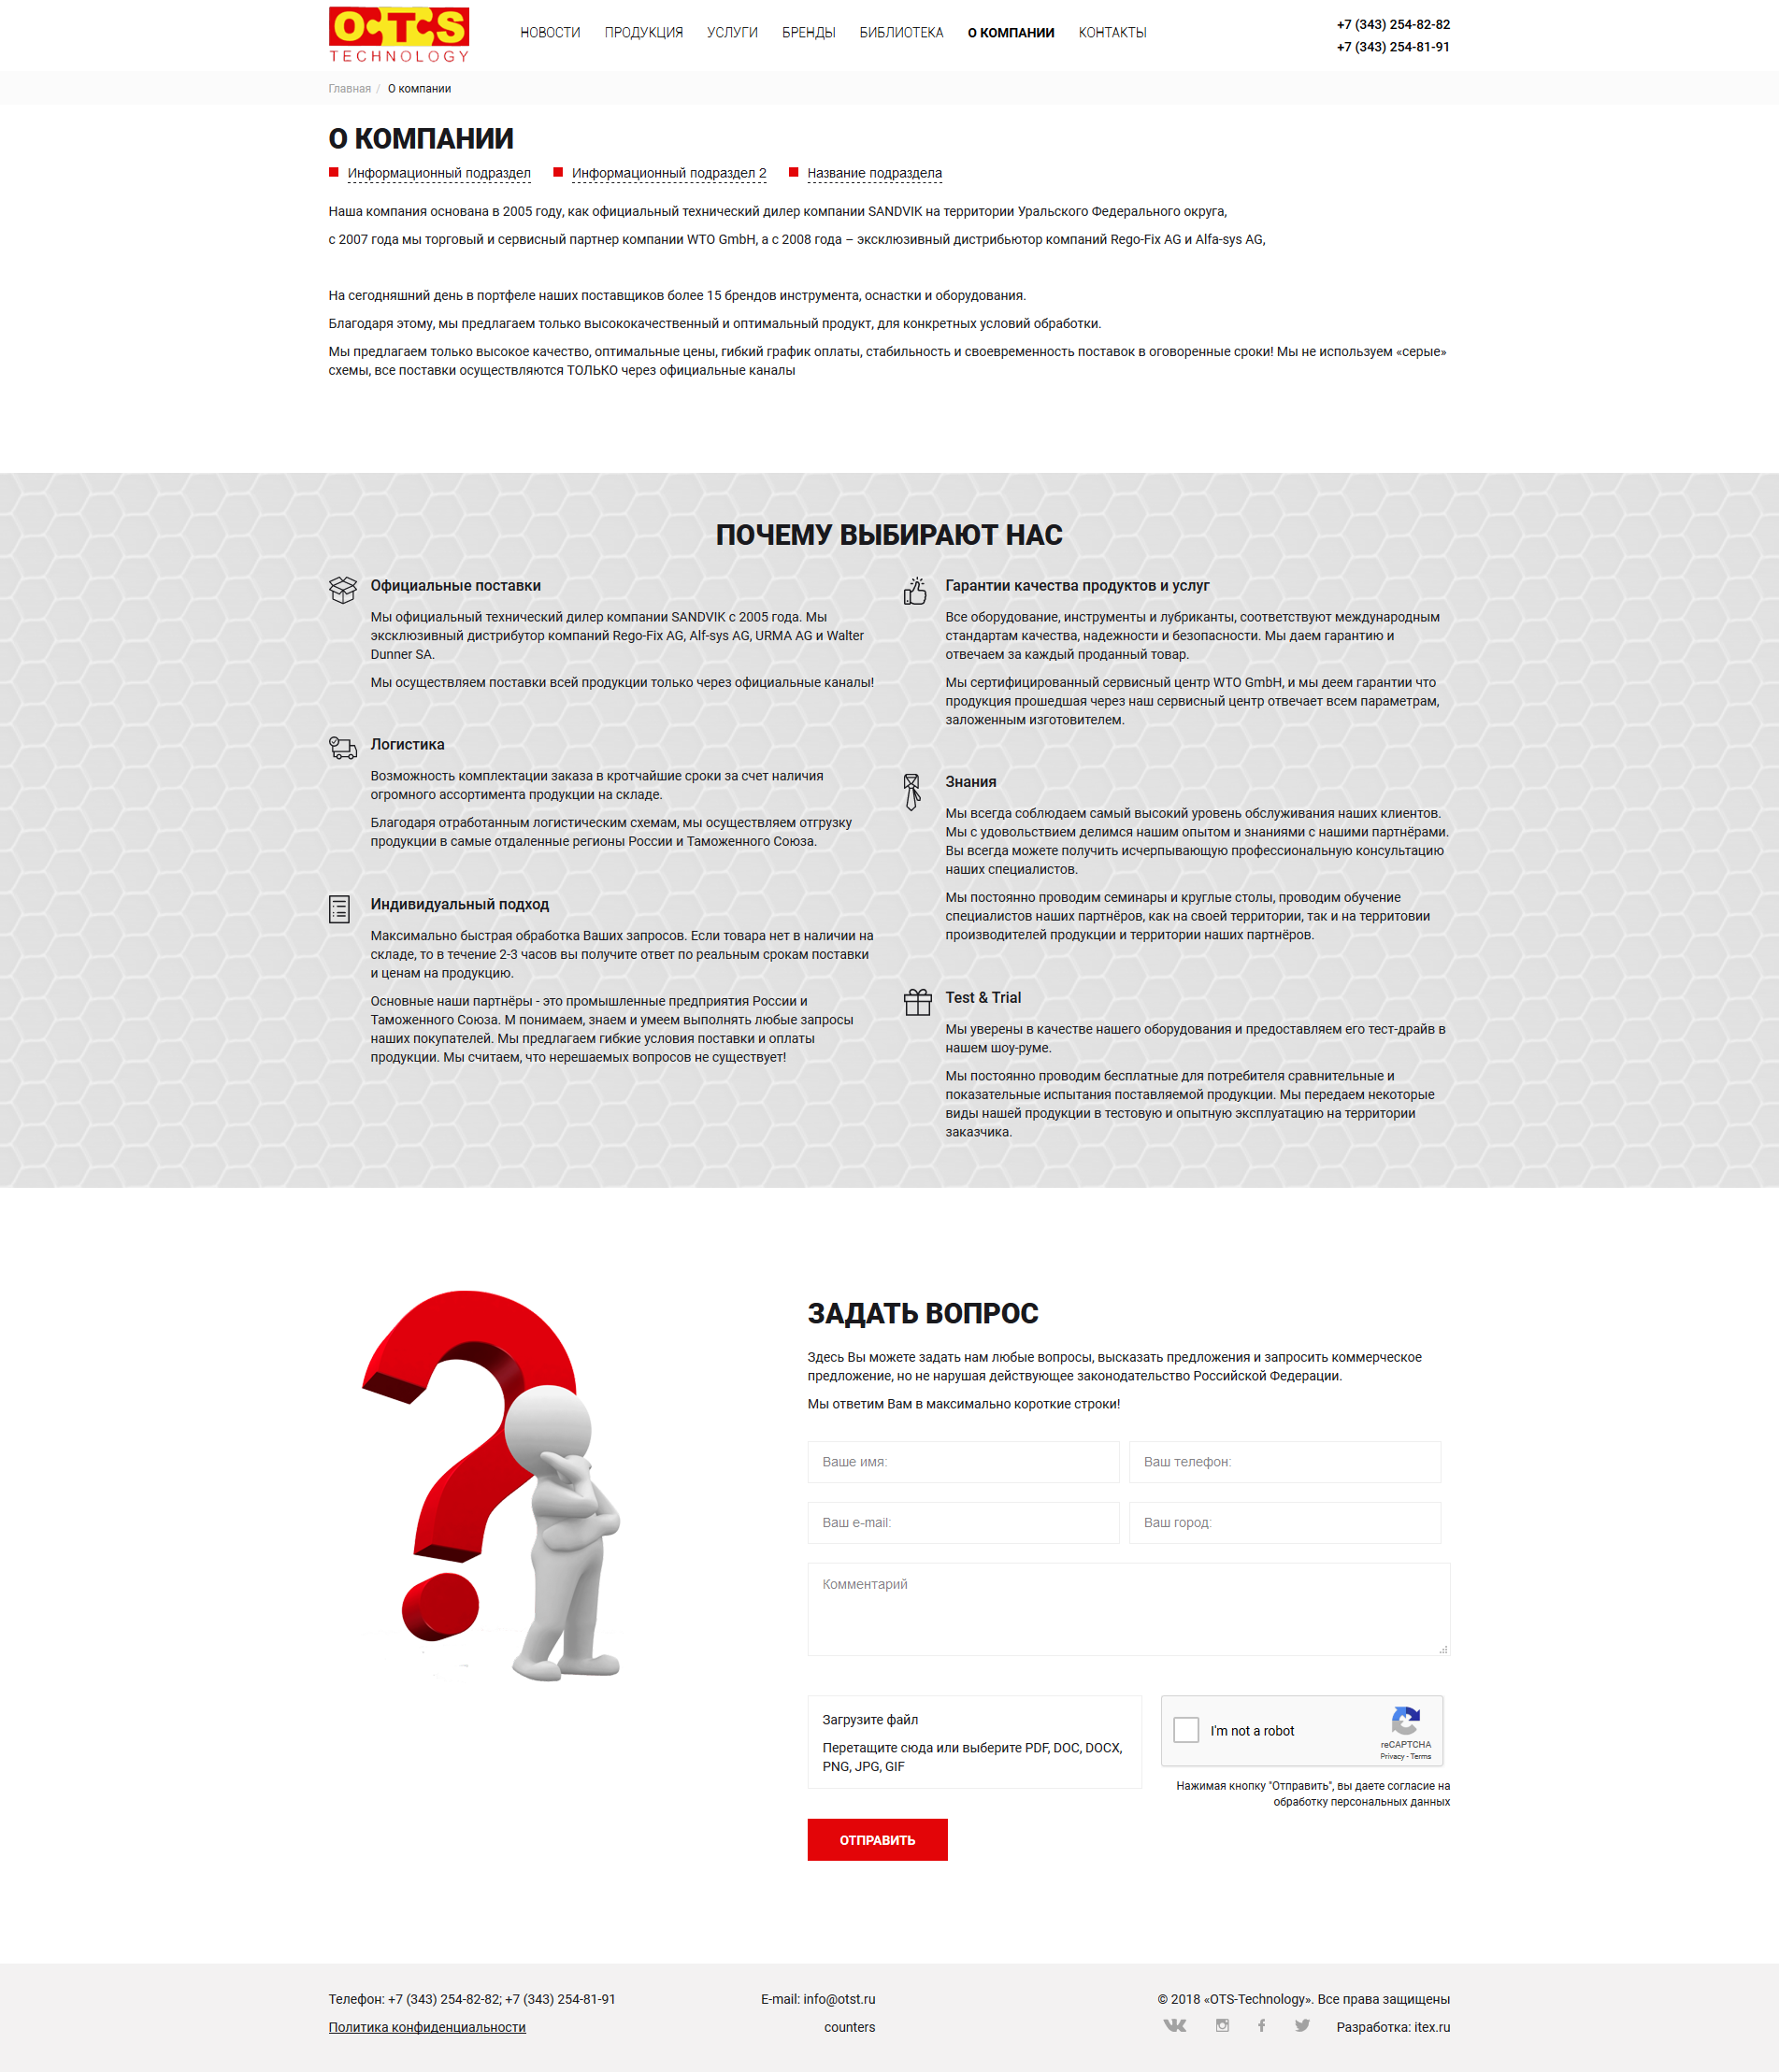 OTS
TECHNOLOGY
НОВОСТИ ПРОДУКЦИЯ УСЛУГИ БРЕНДЫ БИБЛИОТЕКА О КОМПАНИИ КОНТАКТЫ
+7 (343) 254-82-82
+7 (343) 254-81-91
Главная / О компании
О КОМПАНИИ
Информационный подраздел Информационный подраздел 2 Название подраздела
Наша компания основана в 2005 году, как официальный технический дилер компании SANDVIK на территории Уральского Федерального округа,
с 2007 года мы торговый и сервисный партнер компании WTO GmbH, а с 2008 года – эксклюзивный дистрибьютор компаний Rego-Fix AG и Alfa-sys AG,
На сегодняшний день в портфеле наших поставщиков более 15 брендов инструмента, оснастки и оборудования.
Благодаря этому, мы предлагаем только высококачественный и оптимальный продукт, для конкретных условий обработки.
Мы предлагаем только высокое качество, оптимальные цены, гибкий график оплаты, стабильность и своевременность поставок в оговоренные сроки! Мы не используем «серые»
схемы, все поставки осуществляются ТОЛЬКО через официальные каналы
ПОЧЕМУ ВЫБИРАЮТ НАС
Официальные поставки
Мы официальный технический дилер компании SANDVIK с 2005 года. Мы
эксклюзивный дистрибутор компаний Rego-Fix AG, Alf-sys AG, URMA AG и Walter
Dunner SA.
Мы осуществляем поставки всей продукции только через официальные каналы!
Логистика
Возможность комплектации заказа в кротчайшие сроки за счет наличия
огромного ассортимента продукции на складе.
Благодаря отработанным логистическим схемам, мы осуществляем отгрузку
продукции в самые отдаленные регионы России и Таможенного Союза.
Индивидуальный подход
Максимально быстрая обработка Ваших запросов. Если товара нет в наличии на
складе, то в течение 2-3 часов вы получите ответ по реальным срокам поставки
и ценам на продукцию.
Основные наши партнёры - это промышленные предприятия России и
Таможенного Союза. М понимаем, знаем и умеем выполнять любые запросы
наших покупателей. Мы предлагаем гибкие условия поставки и оплаты
продукции. Мы считаем, что нерешаемых вопросов не существует!
Гарантии качества продуктов и услуг
Все оборудование, инструменты и лубриканты, соответствуют международным
стандартам качества, надежности и безопасности. Мы даем гарантию и
отвечаем за каждый проданный товар.
Мы сертифицированный сервисный центр WTO GmbH, и мы деем гарантии что
продукция прошедшая через наш сервисный центр отвечает всем параметрам,
заложенным изготовителем.
Знания
Мы всегда соблюдаем самый высокий уровень обслуживания наших клиентов.
Мы с удовольствием делимся нашим опытом и знаниями с нашими партнёрами.
Вы всегда можете получить исчерпывающую профессиональную консультацию
наших специалистов.
Мы постоянно проводим семинары и круглые столы, проводим обучение
специалистов наших партнёров, как на своей территории, так и на территовии
производителей продукции и территории наших партнёров.
Test & Trial
Мы уверены в качестве нашего оборудования и предоставляем его тест-драйв в
нашем шоу-руме.
Мы постоянно проводим бесплатные для потребителя сравнительные и
показательные испытания поставляемой продукции. Мы передаем некоторые
виды нашей продукции в тестовую и опытную эксплуатацию на территории
заказчика.
ЗАДАТЬ ВОПРОС
Здесь Вы можете задать нам любые вопросы, высказать предложения и запросить коммерческое
предложение, но не нарушая действующее законодательство Российской Федерации.
Мы ответим Вам в максимально короткие строки!
Ваше имя: Ваш телефон:
Ваш e-mail: Ваш город:
Комментарий
Загрузите файл
Перетащите сюда или выберите PDF, DOC, DOCX,
PNG, JPG, GIF
I'm not a robot
reCAPTCHA
Privacy - Terms
Нажимая кнопку "Отправить", вы даете согласие на
обработку персональных данных
ОТПРАВИТЬ
Телефон: +7 (343) 254-82-82; +7 (343) 254-81-91 E-mail: info@otst.ru © 2018 «OTS-Technology». Все права защищены
Политика конфиденциальности counters Разработка: itex.ru